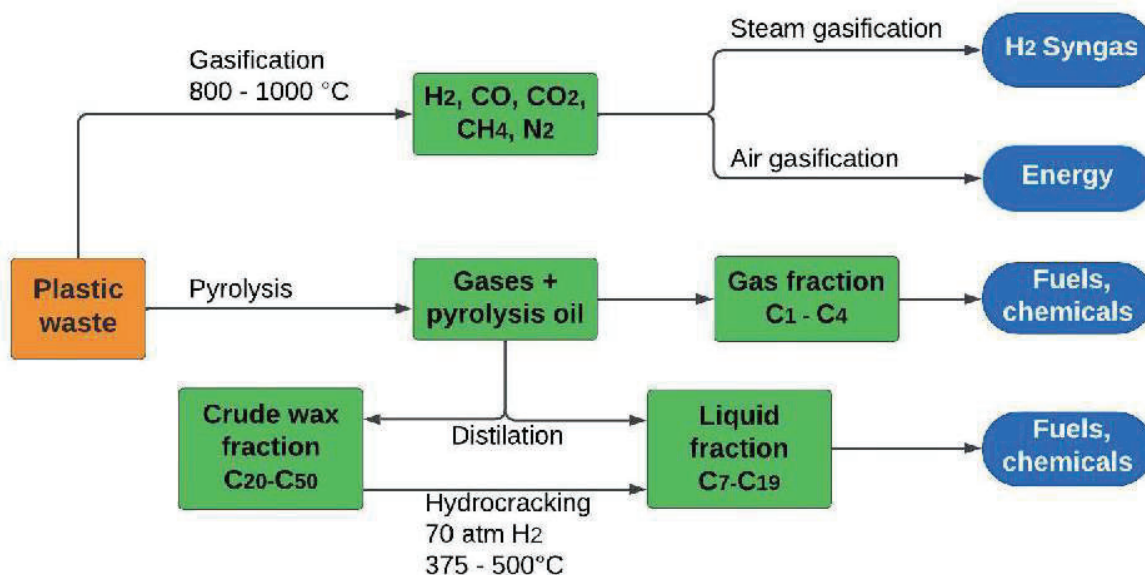 Gasification
800 - 1000 °C
H2, CO, CO2,
CH4, N2
Steam gasification
H2 Syngas
Air gasification
Energy
Plastic
waste
Pyrolysis
Gases +
pyrolysis oil
Gas fraction
C1 - C4
Fuels,
chemicals
Crude wax
fraction
C20-C50
Distilation
Liquid
fraction
C7-C19
Fuels,
chemicals
Hydrocracking
70 atm H2
375 - 500°C